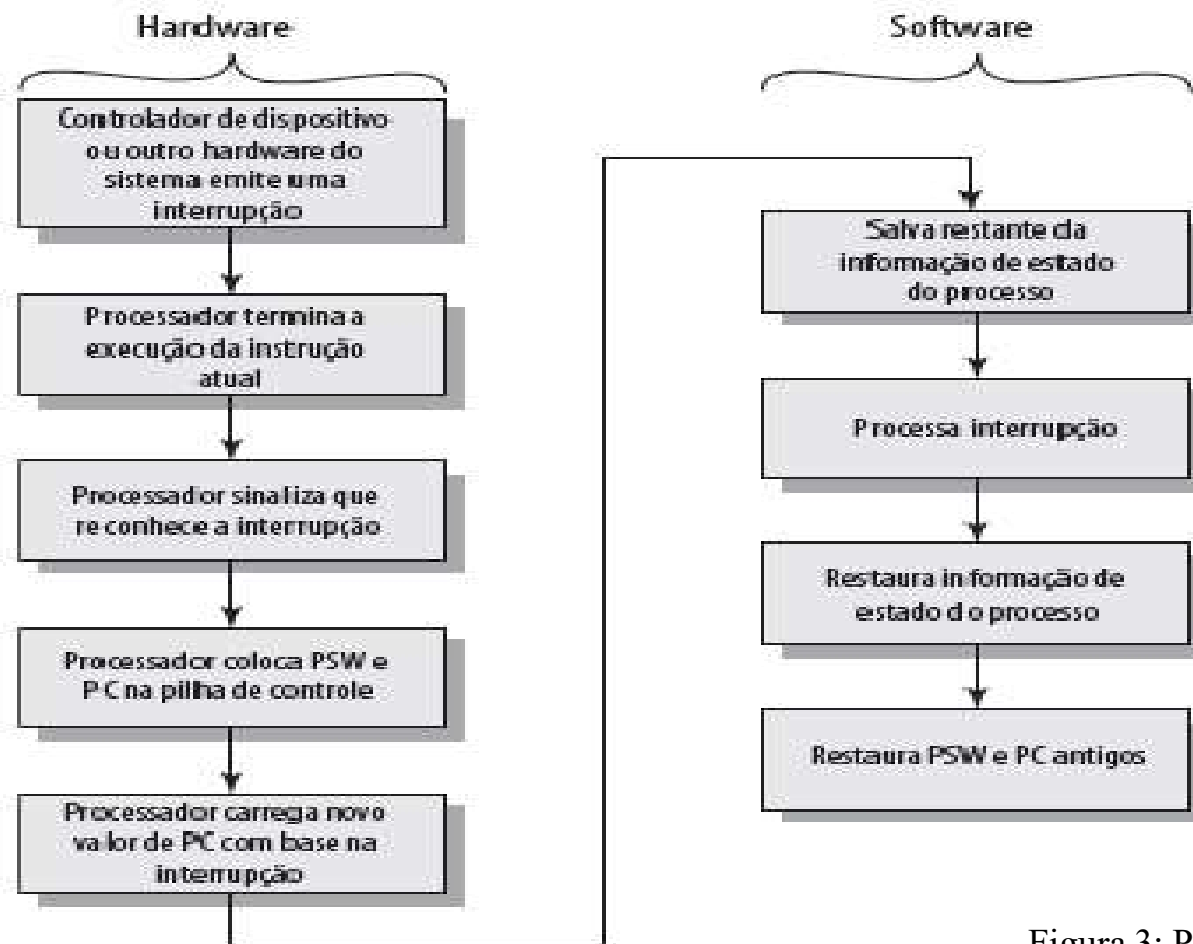 Hardware
Controlador de dispositivo
ou outro hardware do
sistema emite uma
interrupção
Processador termina a
execução da instrução
atual
Processador sinaliza que
reconhece a interrupção
Processador coloca PSW e
PC na pilha de controle
Processador carrega novo
valor de PC com base na
interrupção
Software
Salva restante da
informação de estado
do processo
Processa interrupção
Restaura informação de
estado do processo
Restaura PSW e PC antigos
Figura 3: P